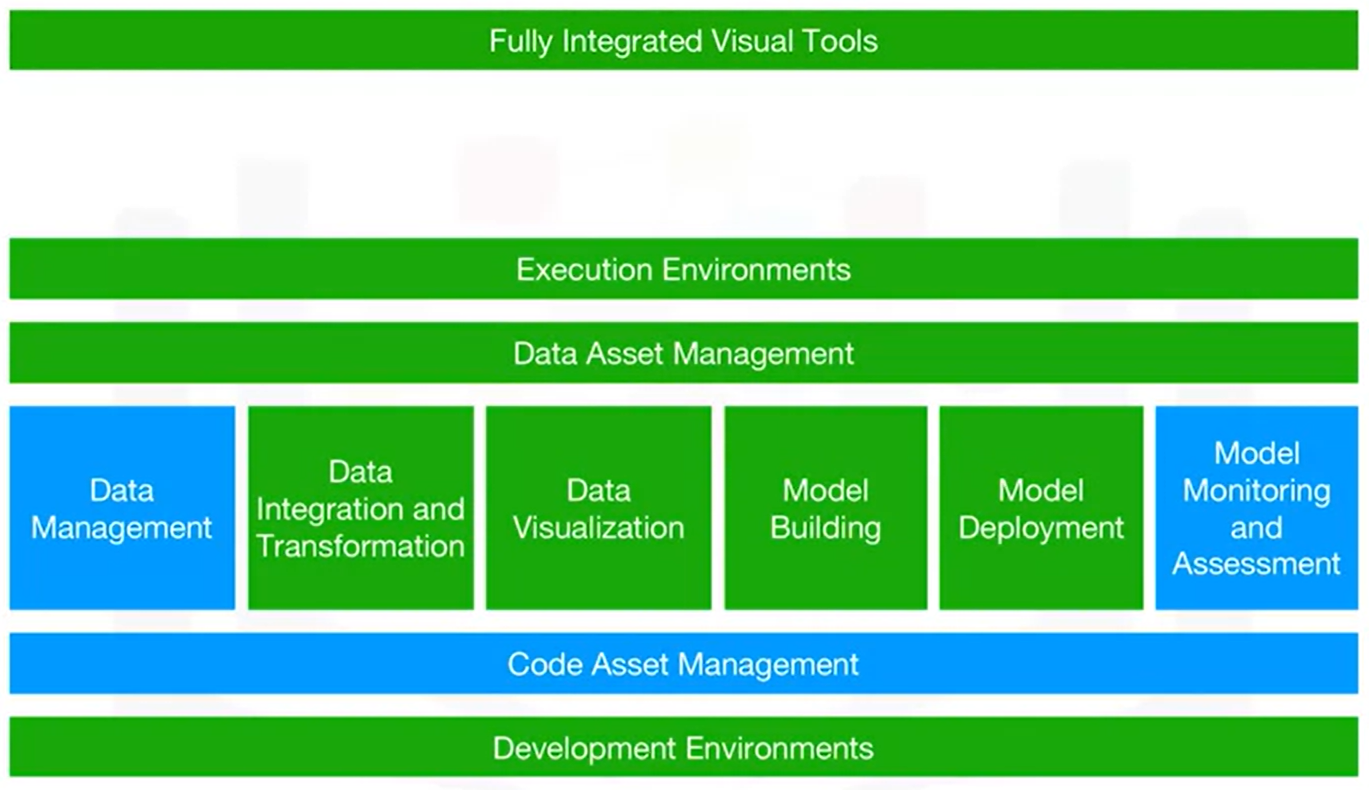 Fully Integrated Visual Tools
Execution Environments
Data Asset Management
Data
Management
Data
Integration and
Transformation
Data
Visualization
Model
Building
Model
Deployment
Model
Monitoring
and
Assessment
Code Asset Management
Development Environments